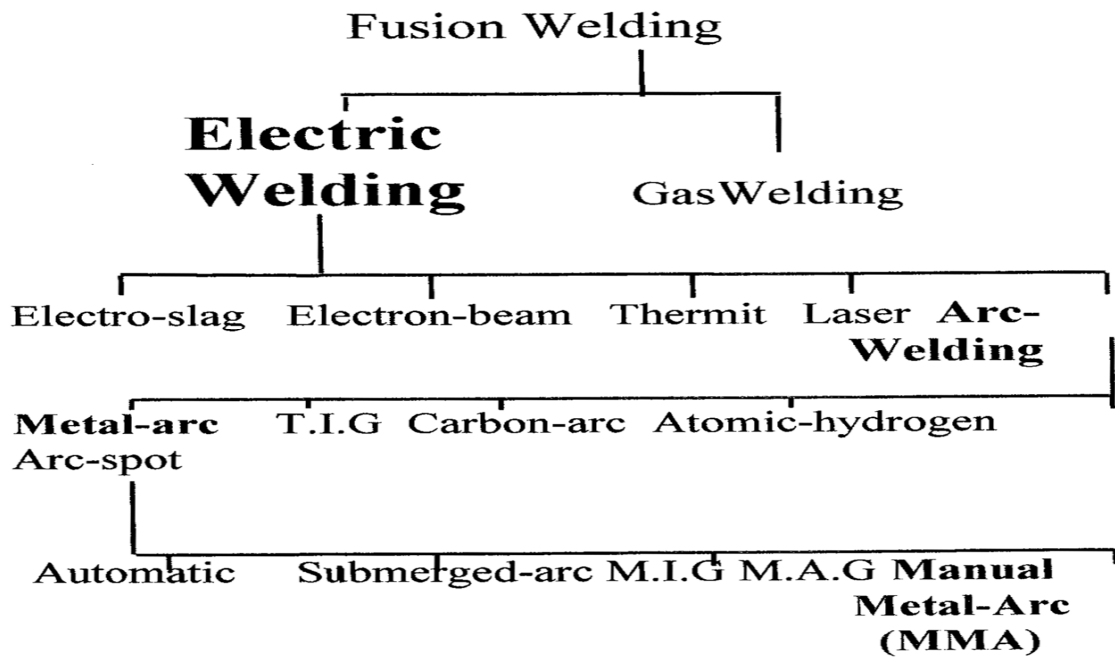 Fusion Welding
Electric
Welding
GasWelding
Electro-slag Electron-beam Thermit Laser Arc-
Welding
Metal-arc T.I.G Carbon-arc Atomic-hydrogen
Arc-spot
Automatic Submerged-arc M.I.G M.A.G Manual
Metal-Arc
(MMA)